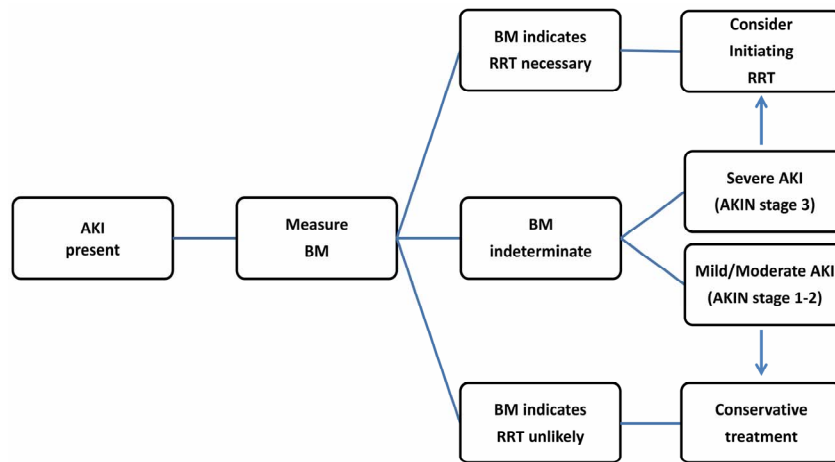 BM indicates
RRT necessary
Consider
Initiating
RRT
Severe AKI
(AKIN stage 3)
AKI
present
Measure
BM
BM
indeterminate
Mild/Moderate AKI
(AKIN stage 1-2)
BM indicates
RRT unlikely
Conservative
treatment